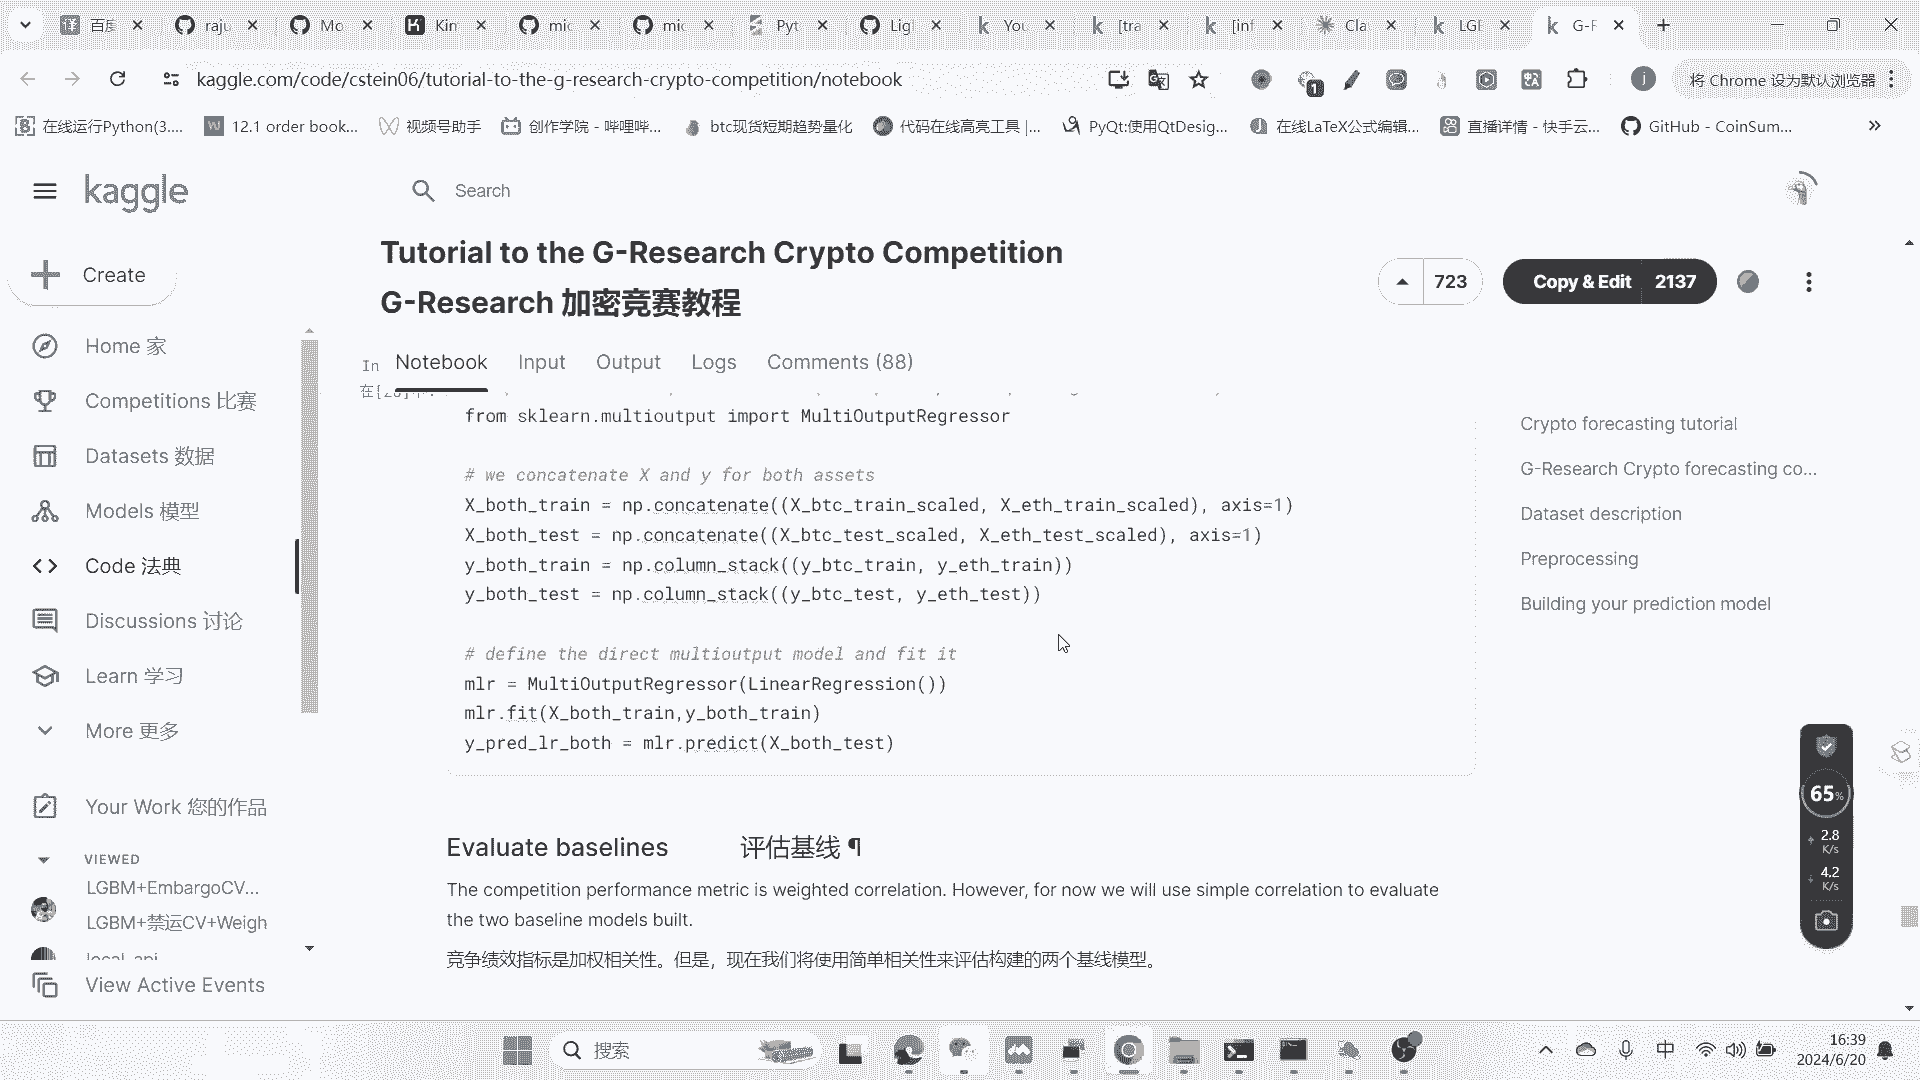 百度
raju
Mo
Kin
mic
mic
Pyt
Ligl
You
[tra
[inf
Cla
LGI
G-F
kaggle.com/code/cstein06/tutorial-to-the-g-research-crypto-competition/notebook
1
j
将 Chrome 设为默认浏览器
在线运行Python(3....
12.1 order book...
视频号助手
创作学院 - 哔哩哔...
btc现货短期趋势量化
代码在线高亮工具 |...
PyQt:使用QtDesig...
在线LaTeX公式编辑...
直播详情 - 快手云...
GitHub - CoinSum...
kaggle
Search
Create
Home 家
Competitions 比赛
Datasets 数据
Models 模型
Code 法典
Discussions 讨论
Learn 学习
More 更多
Your Work 您的作品
VIEWED
LGBM+EmbargoCV...
LGBM+禁运CV+Weigh
local_api
View Active Events
Tutorial to the G-Research Crypto Competition
G-Research 加密竞赛教程
723
Copy & Edit 2137
Notebook
Input
Output
Logs
Comments (88)
In
from sklearn.multioutput import MultiOutputRegressor
# we concatenate X and y for both assets
X_both_train = np.concatenate((X_btc_train_scaled, X_eth_train_scaled), axis=1)
X_both_test = np.concatenate((X_btc_test_scaled, X_eth_test_scaled), axis=1)
y_both_train = np.column_stack((y_btc_train, y_eth_train))
y_both_test = np.column_stack((y_btc_test, y_eth_test))
# define the direct multioutput model and fit it
mlr = MultiOutputRegressor(LinearRegression())
mlr.fit(X_both_train,y_both_train)
y_pred_lr_both = mlr.predict(X_both_test)
Evaluate baselines 评估基线 ¶
The competition performance metric is weighted correlation. However, for now we will use simple correlation to evaluate
the two baseline models built.
竞争绩效指标是加权相关性。但是，现在我们将使用简单相关性来评估构建的两个基线模型。
Crypto forecasting tutorial
G-Research Crypto forecasting co...
Dataset description
Preprocessing
Building your prediction model
65%
2.8
K/s
4.2
K/s
搜索
中
16:39
2024/6/20